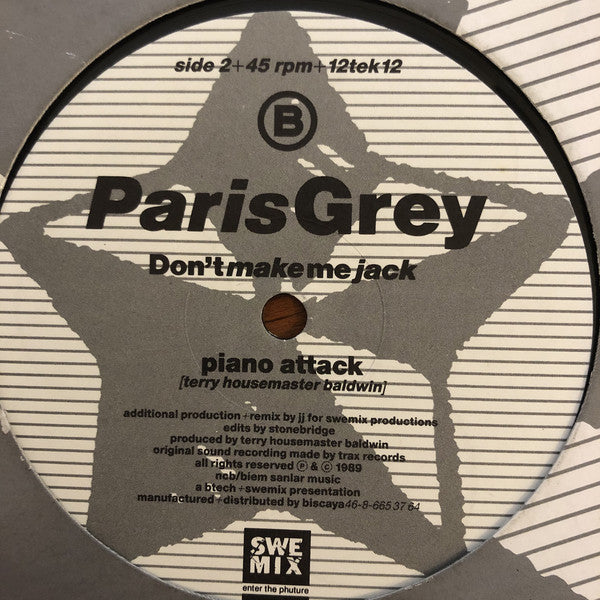 side 2+45 rpm+12tek12
B
ParisGrey
Don'tmakemejack
piano attack
[terry housemaster baldwin]
additional production+remix by jj for swemix productions
edits by stonebridge
produced by terry housemaster baldwin
original sound recording made by trax records
all rights reserved ℗ & © 1989
ncb/biem sanlar music
a btech+swemix presentation
manufactured+distributed by biscaya46-8-665 37 64
SWE
MIX
enter the phuture